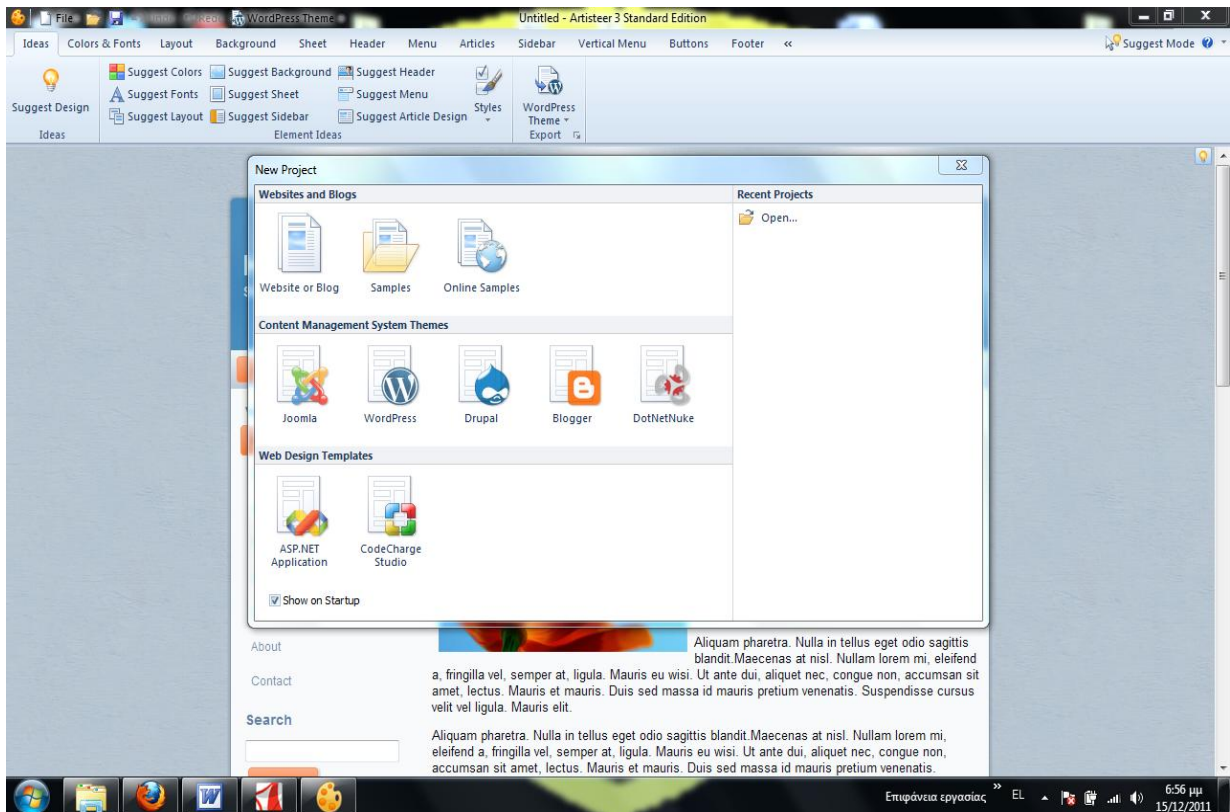 File Undo Redo WordPress Theme
Untitled - Artisteer 3 Standard Edition
Ideas Colors & Fonts Layout Background Sheet Header Menu Articles Sidebar Vertical Menu Buttons Footer «
Suggest Mode
Suggest Design
Suggest Colors Suggest Background Suggest Header
Suggest Fonts Suggest Sheet Suggest Menu
Suggest Layout Suggest Sidebar Suggest Article Design
Styles
WordPress
Theme
Ideas Element Ideas Export
New Project
Websites and Blogs
Website or Blog Samples Online Samples
Content Management System Themes
Joomla WordPress Drupal Blogger DotNetNuke
Web Design Templates
ASP.NET
Application
CodeCharge
Studio
Show on Startup
Recent Projects
Open...
About
Contact
Search
Aliquam pharetra. Nulla in tellus eget odio sagittis
blandit.Maecenas at nisl. Nullam lorem mi, eleifend
a, fringilla vel, semper at, ligula. Mauris eu wisi. Ut ante dui, aliquet nec, congue non, accumsan sit
amet, lectus. Mauris et mauris. Duis sed massa id mauris pretium venenatis. Suspendisse cursus
velit vel ligula. Mauris elit.
Aliquam pharetra. Nulla in tellus eget odio sagittis blandit.Maecenas at nisl. Nullam lorem mi,
eleifend a, fringilla vel, semper at, ligula. Mauris eu wisi. Ut ante dui, aliquet nec, congue non,
accumsan sit amet, lectus. Mauris et mauris. Duis sed massa id mauris pretium venenatis.
Επιφάνεια εργασίας » EL
6:56 μμ
15/12/2011